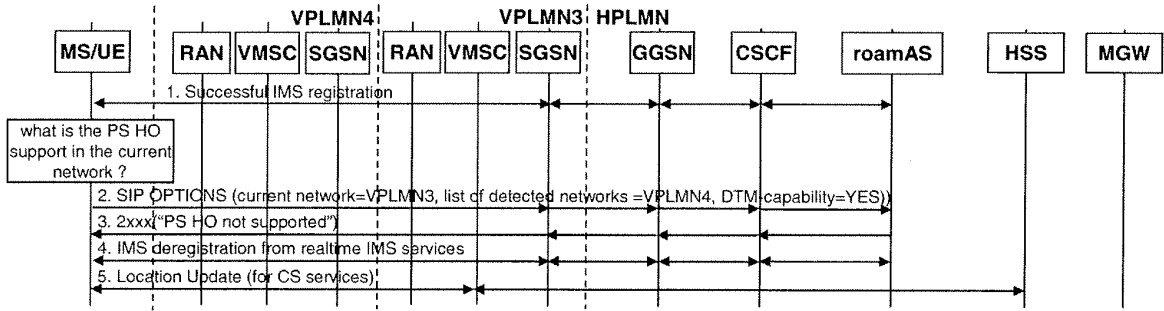 VPLMN4 VPLMN3 HPLMN
MS/UE RAN VMSC SGSN RAN VMSC SGSN GGSN CSCF roamAS HSS MGW
1. Successful IMS registration
what is the PS HO
support in the current
network ?
2. SIP OPTIONS (current network=VPLMN3, list of detected networks =VPLMN4, DTM-capability=YES))
3. 2xxx("PS HO not supported")
4. IMS deregistration from realtime IMS services
5. Location Update (for CS services)